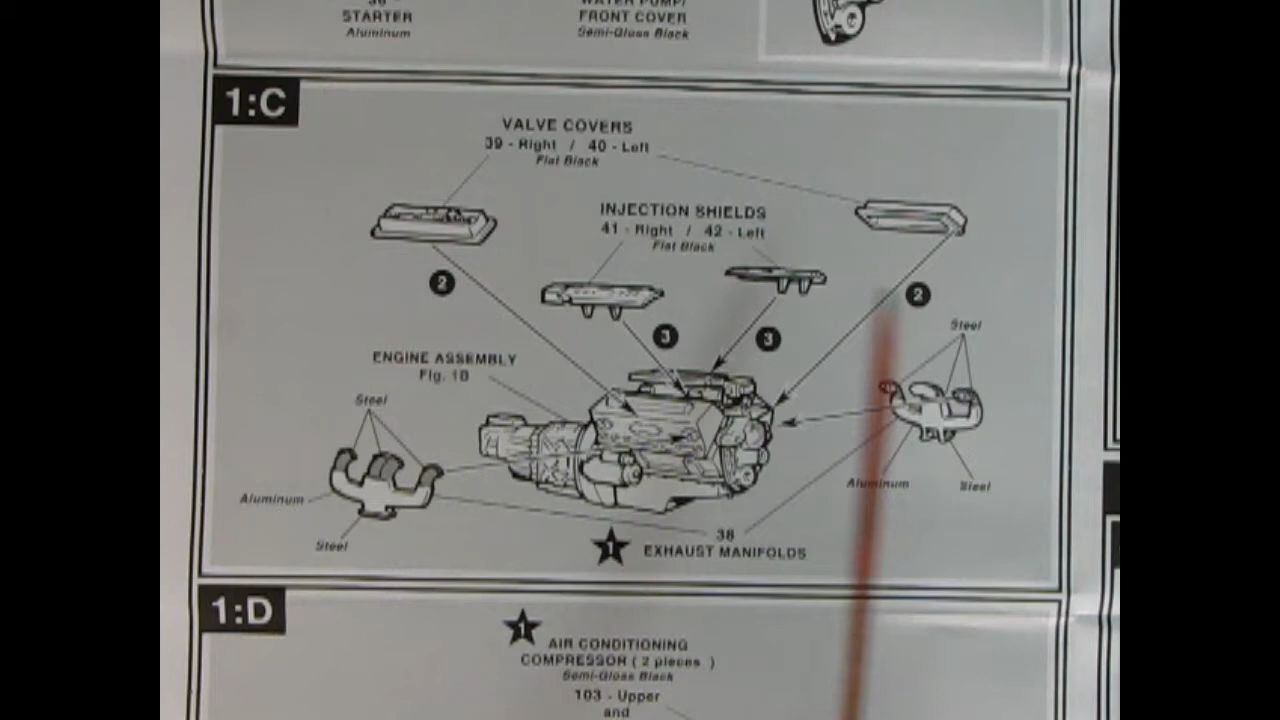 STARTER
Aluminum
WATER PUMP/
FRONT COVER
Semi-Gloss Black
1:C
VALVE COVERS
39 - Right / 40 - Left
Flat Black
INJECTION SHIELDS
41 - Right / 42 - Left
Flat Black
2
2
3
3
Steel
ENGINE ASSEMBLY
Fig. 1B
Steel
Aluminum
Steel
Aluminum
Steel
38
1 EXHAUST MANIFOLDS
1:D
1 AIR CONDITIONING
COMPRESSOR ( 2 pieces )
Semi-Gloss Black
103 - Upper
and